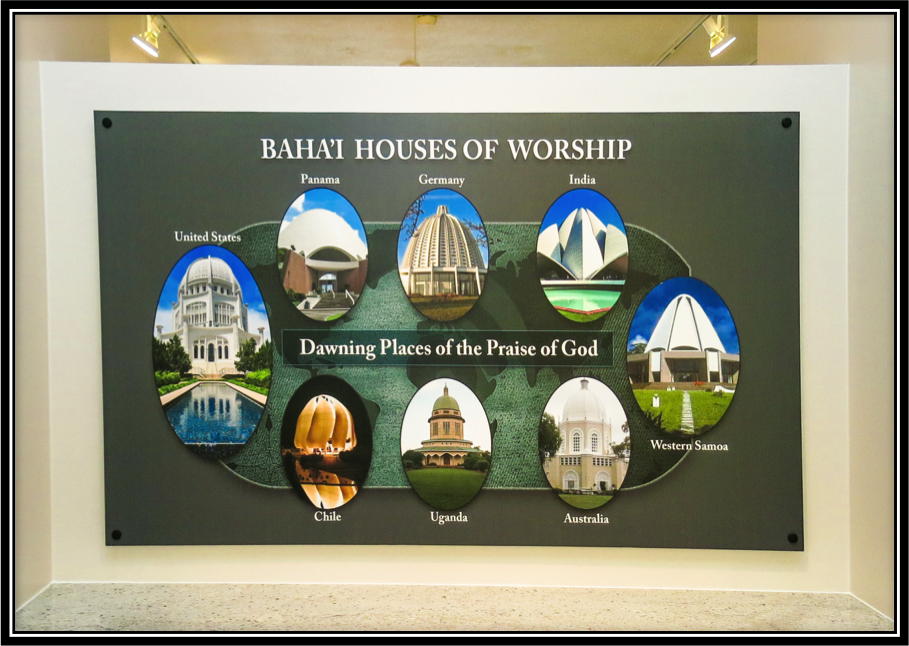 BAHA'I HOUSES OF WORSHIP
Panama
Germany
India
United States
Dawning Places of the Praise of God
Western Samoa
Chile
Uganda
Australia